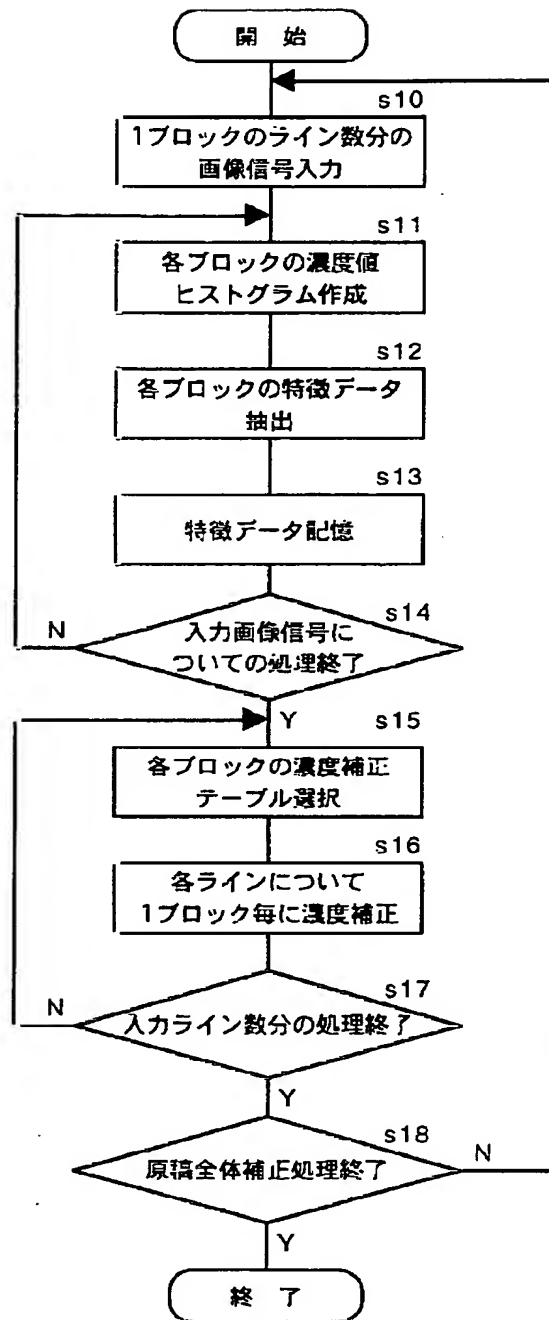 開 始
s10
1ブロックのライン数分の
画像信号入力
s11
各ブロックの濃度値
ヒストグラム作成
s12
各ブロックの特徴データ
抽出
s13
特徴データ記憶
s14
入力画像信号に
ついての処理終了
N
Y
s15
各ブロックの濃度補正
テーブル選択
s16
各ラインについて
1ブロック毎に濃度補正
s17
入力ライン数分の処理終了
N
Y
s18
原稿全体補正処理終了
N
Y
終 了